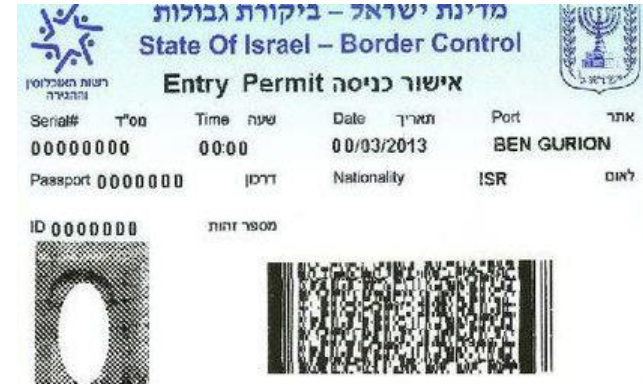 מדינת ישראל – ביקורת גבולות
State Of Israel – Border Control
רשות האוכלוסין
וההגירה
Entry Permit אישור כניסה
ישראל
Serial# מס"ד Time שעה Date תאריך Port אתר
00000000 00:00 00/03/2013 BEN GURION
Passport 0000000 דרכון Nationality ISR לאום
ID 0000000 מספר זהות